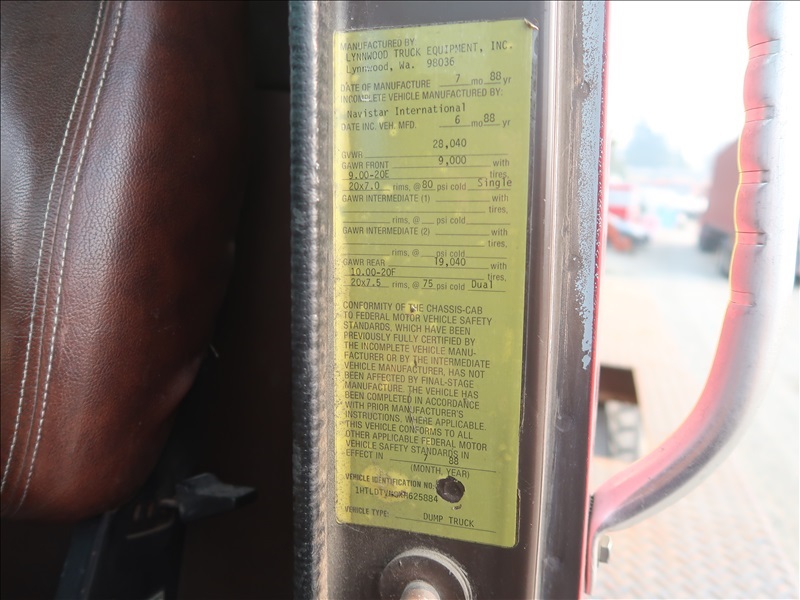 MANUFACTURED BY
LYNNWOOD TRUCK EQUIPMENT, INC.
Lynnwood, Wa. 98036
DATE OF MANUFACTURE 7 mo 88 yr
INCOMPLETE VEHICLE MANUFACTURED BY:
Navistar International
DATE INC. VEH. MFD. 6 mo 88 yr
28,040
GVWR
GAWR FRONT 9,000 with
9.00-20E tires,
20x7.0 rims, @ 80 psi cold Single
GAWR INTERMEDIATE (1) with
tires,
rims, @ psi cold
GAWR INTERMEDIATE (2) with
tires,
rims, @ psi cold
GAWR REAR 19,040 with
10.00-20F tires,
20x7.5 rims, @ 75 psi cold Dual
CONFORMITY OF THE CHASSIS-CAB
TO FEDERAL MOTOR VEHICLE SAFETY
STANDARDS, WHICH HAVE BEEN
PREVIOUSLY FULLY CERTIFIED BY
THE INCOMPLETE VEHICLE MANU-
FACTURER OR BY THE INTERMEDIATE
VEHICLE MANUFACTURER, HAS NOT
BEEN AFFECTED BY FINAL-STAGE
MANUFACTURE. THE VEHICLE HAS
BEEN COMPLETED IN ACCORDANCE
WITH PRIOR MANUFACTURER'S
INSTRUCTIONS, WHERE APPLICABLE.
THIS VEHICLE CONFORMS TO ALL
OTHER APPLICABLE FEDERAL MOTOR
VEHICLE SAFETY STANDARDS IN
EFFECT IN 7 88
(MONTH, YEAR)
VEHICLE IDENTIFICATION NO:
VEHICLE TYPE: DUMP TRUCK